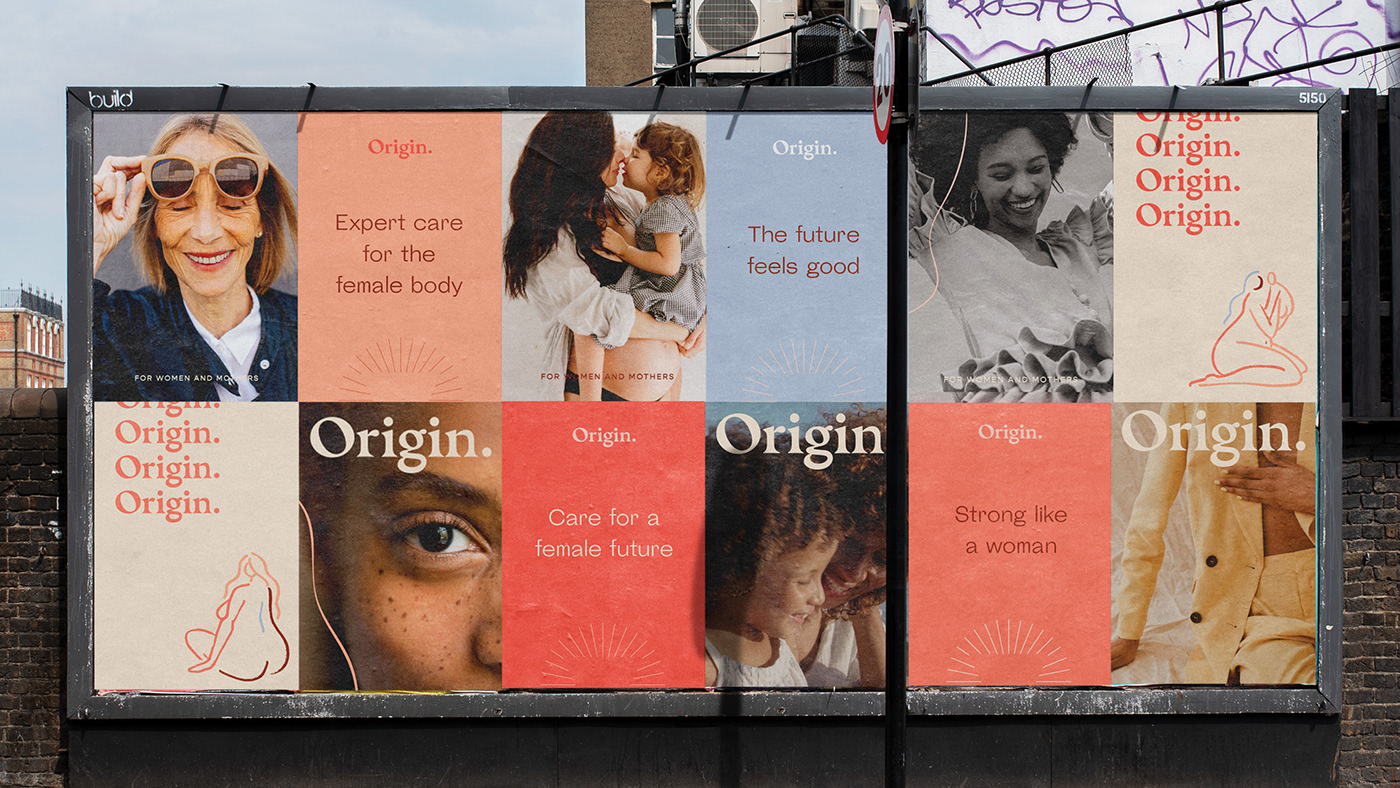 build
5150
20
Origin.
Expert care
for the
female body
Origin.
The future
feels good
Origin.
Origin.
Origin.
Origin.
FOR WOMEN AND MOTHERS
FOR WOMEN AND MOTHERS
FOR WOMEN AND MOTHERS
Origin.
Origin.
Origin.
Origin.
Origin.
Origin.
Care for a
female future
Origin
Origin.
Strong like
a woman
Origin.